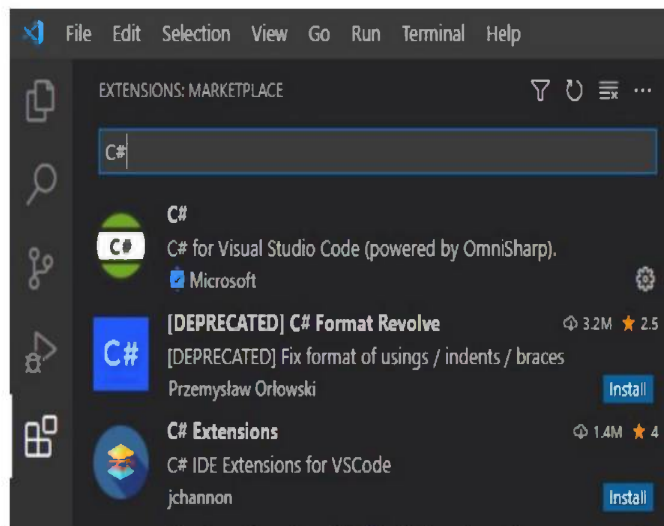 File Edit Selection View Go Run Terminal Help
EXTENSIONS: MARKETPLACE
C#
C#
C#
C# for Visual Studio Code (powered by OmniSharp).
Microsoft
[DEPRECATED] C# Format Revolve 3.2M 2.5
C#
[DEPRECATED] Fix format of usings / indents / braces
Przemysław Orłowski Install
C# Extensions 1.4M 4
C# IDE Extensions for VSCode
jchannon Install